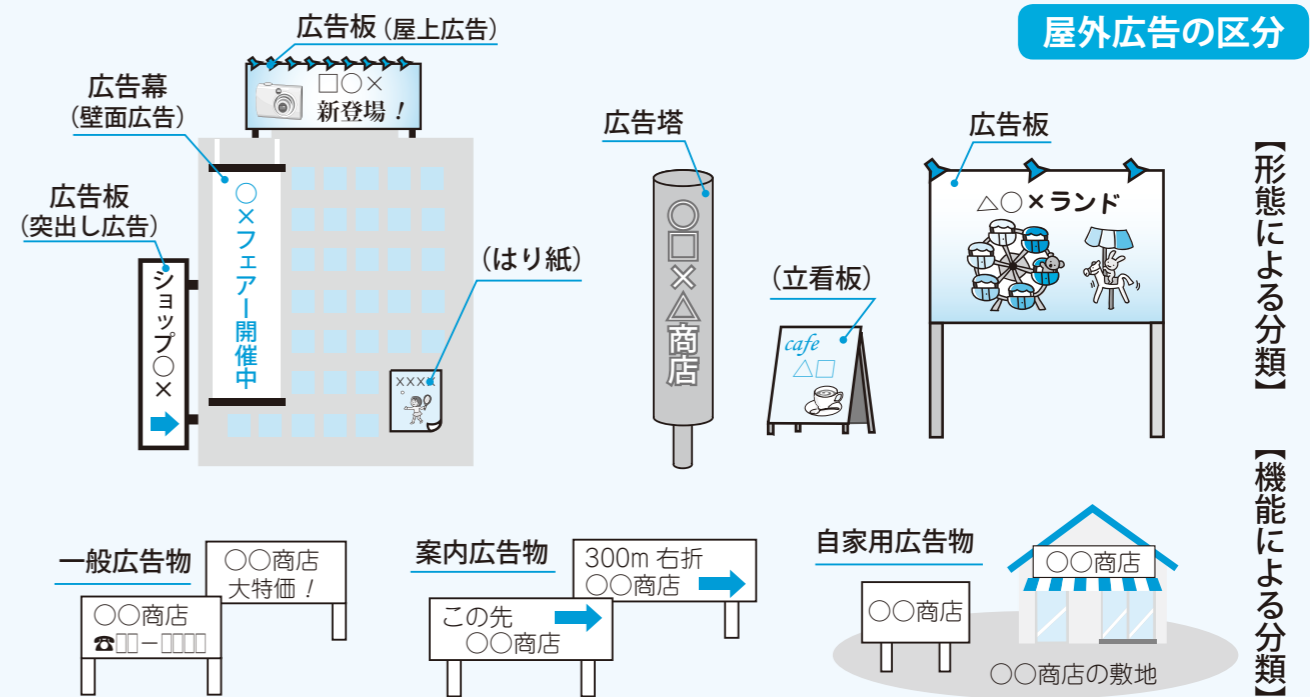 屋外広告の区分
【形態による分類】
広告板(屋上広告)
□○×
新登場！
広告幕
(壁面広告)
○×フェアー開催中
広告板
(突出し広告)
ショップ○×
(はり紙)
××××
広告塔
○□×△商店
(立看板)
cafe
△□
広告板
△○×ランド
【機能による分類】
一般広告物
○○商店
大特価！
○○商店
☎□□－□□□□
案内広告物
300m 右折
○○商店
この先
○○商店
自家用広告物
○○商店
○○商店
○○商店の敷地